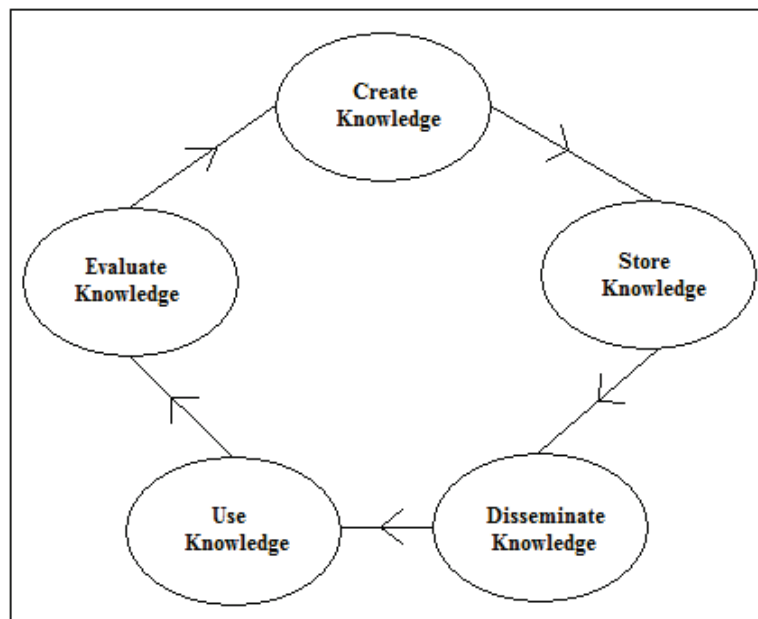 Create
Knowledge
Store
Knowledge
Disseminate
Knowledge
Use
Knowledge
Evaluate
Knowledge